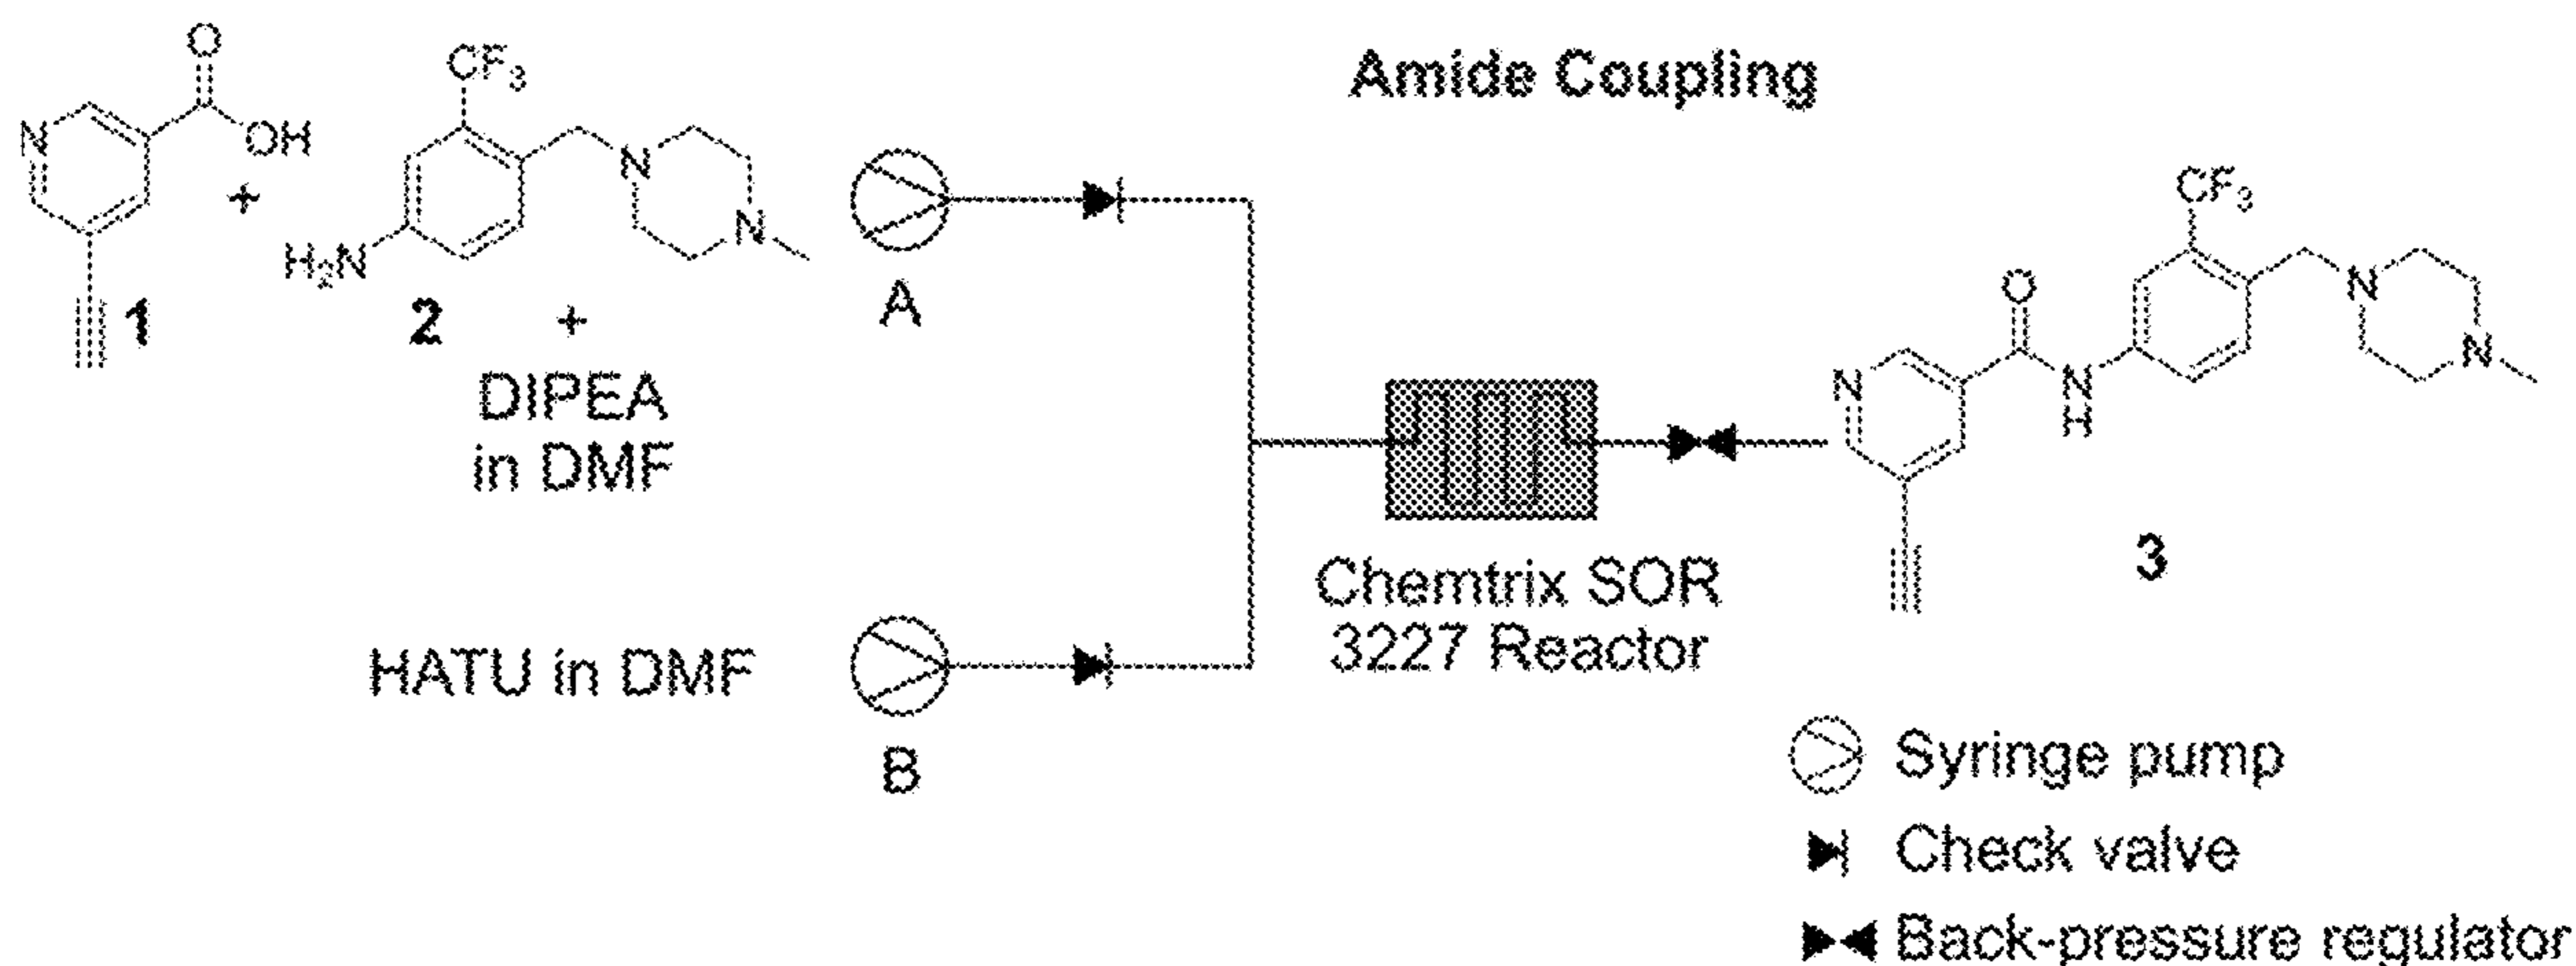 Amide Coupling
O
CF3
N
OH
+
N
N
H2N
1
2
+
DIPEA
in DMF
A
HATU in DMF
B
Chemtrix SOR
3227 Reactor
CF3
O
N
N
N
N
H
3
Syringe pump
Check valve
Back-pressure regulator